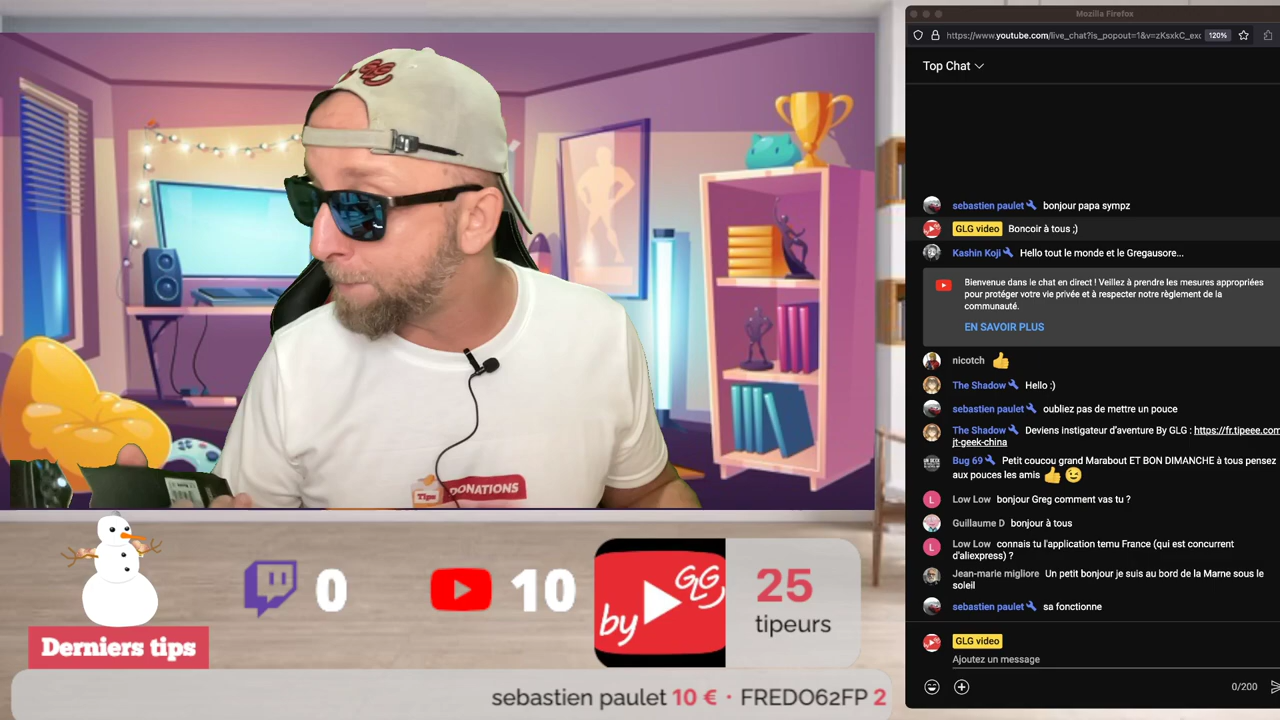 Mozilla Firefox
https://www.youtube.com/live_chat?is_popout=1&v=zKsxkC_exc
120%
Top Chat
sebastien paulet bonjour papa sympz
GLG video Boncoir à tous ;)
Kashin Koji Hello tout le monde et le Gregausore...
Bienvenue dans le chat en direct ! Veillez à prendre les mesures appropriées
pour protéger votre vie privée et à respecter notre règlement de la
communauté.
EN SAVOIR PLUS
nicotch 👍
The Shadow Hello :)
sebastien paulet oubliez pas de mettre un pouce
The Shadow Deviens instigateur d'aventure By GLG : https://fr.tipeee.com
jt-geek-china
Bug 69 Petit coucou grand Marabout ET BON DIMANCHE à tous pensez
aux pouces les amis 👍 😉
L Low Low bonjour Greg comment vas tu ?
Guillaume D bonjour à tous
L Low Low connais tu l'application temu France (qui est concurrent
d'aliexpress) ?
Jean-marie migliore Un petit bonjour je suis au bord de la Marne sous le
soleil
sebastien paulet sa fonctionne
GLG video
Ajoutez un message
0/200
Tips DONATIONS
0
10
by GLG
25
tipeurs
Derniers tips
sebastien paulet 10 € · FREDO62FP 2